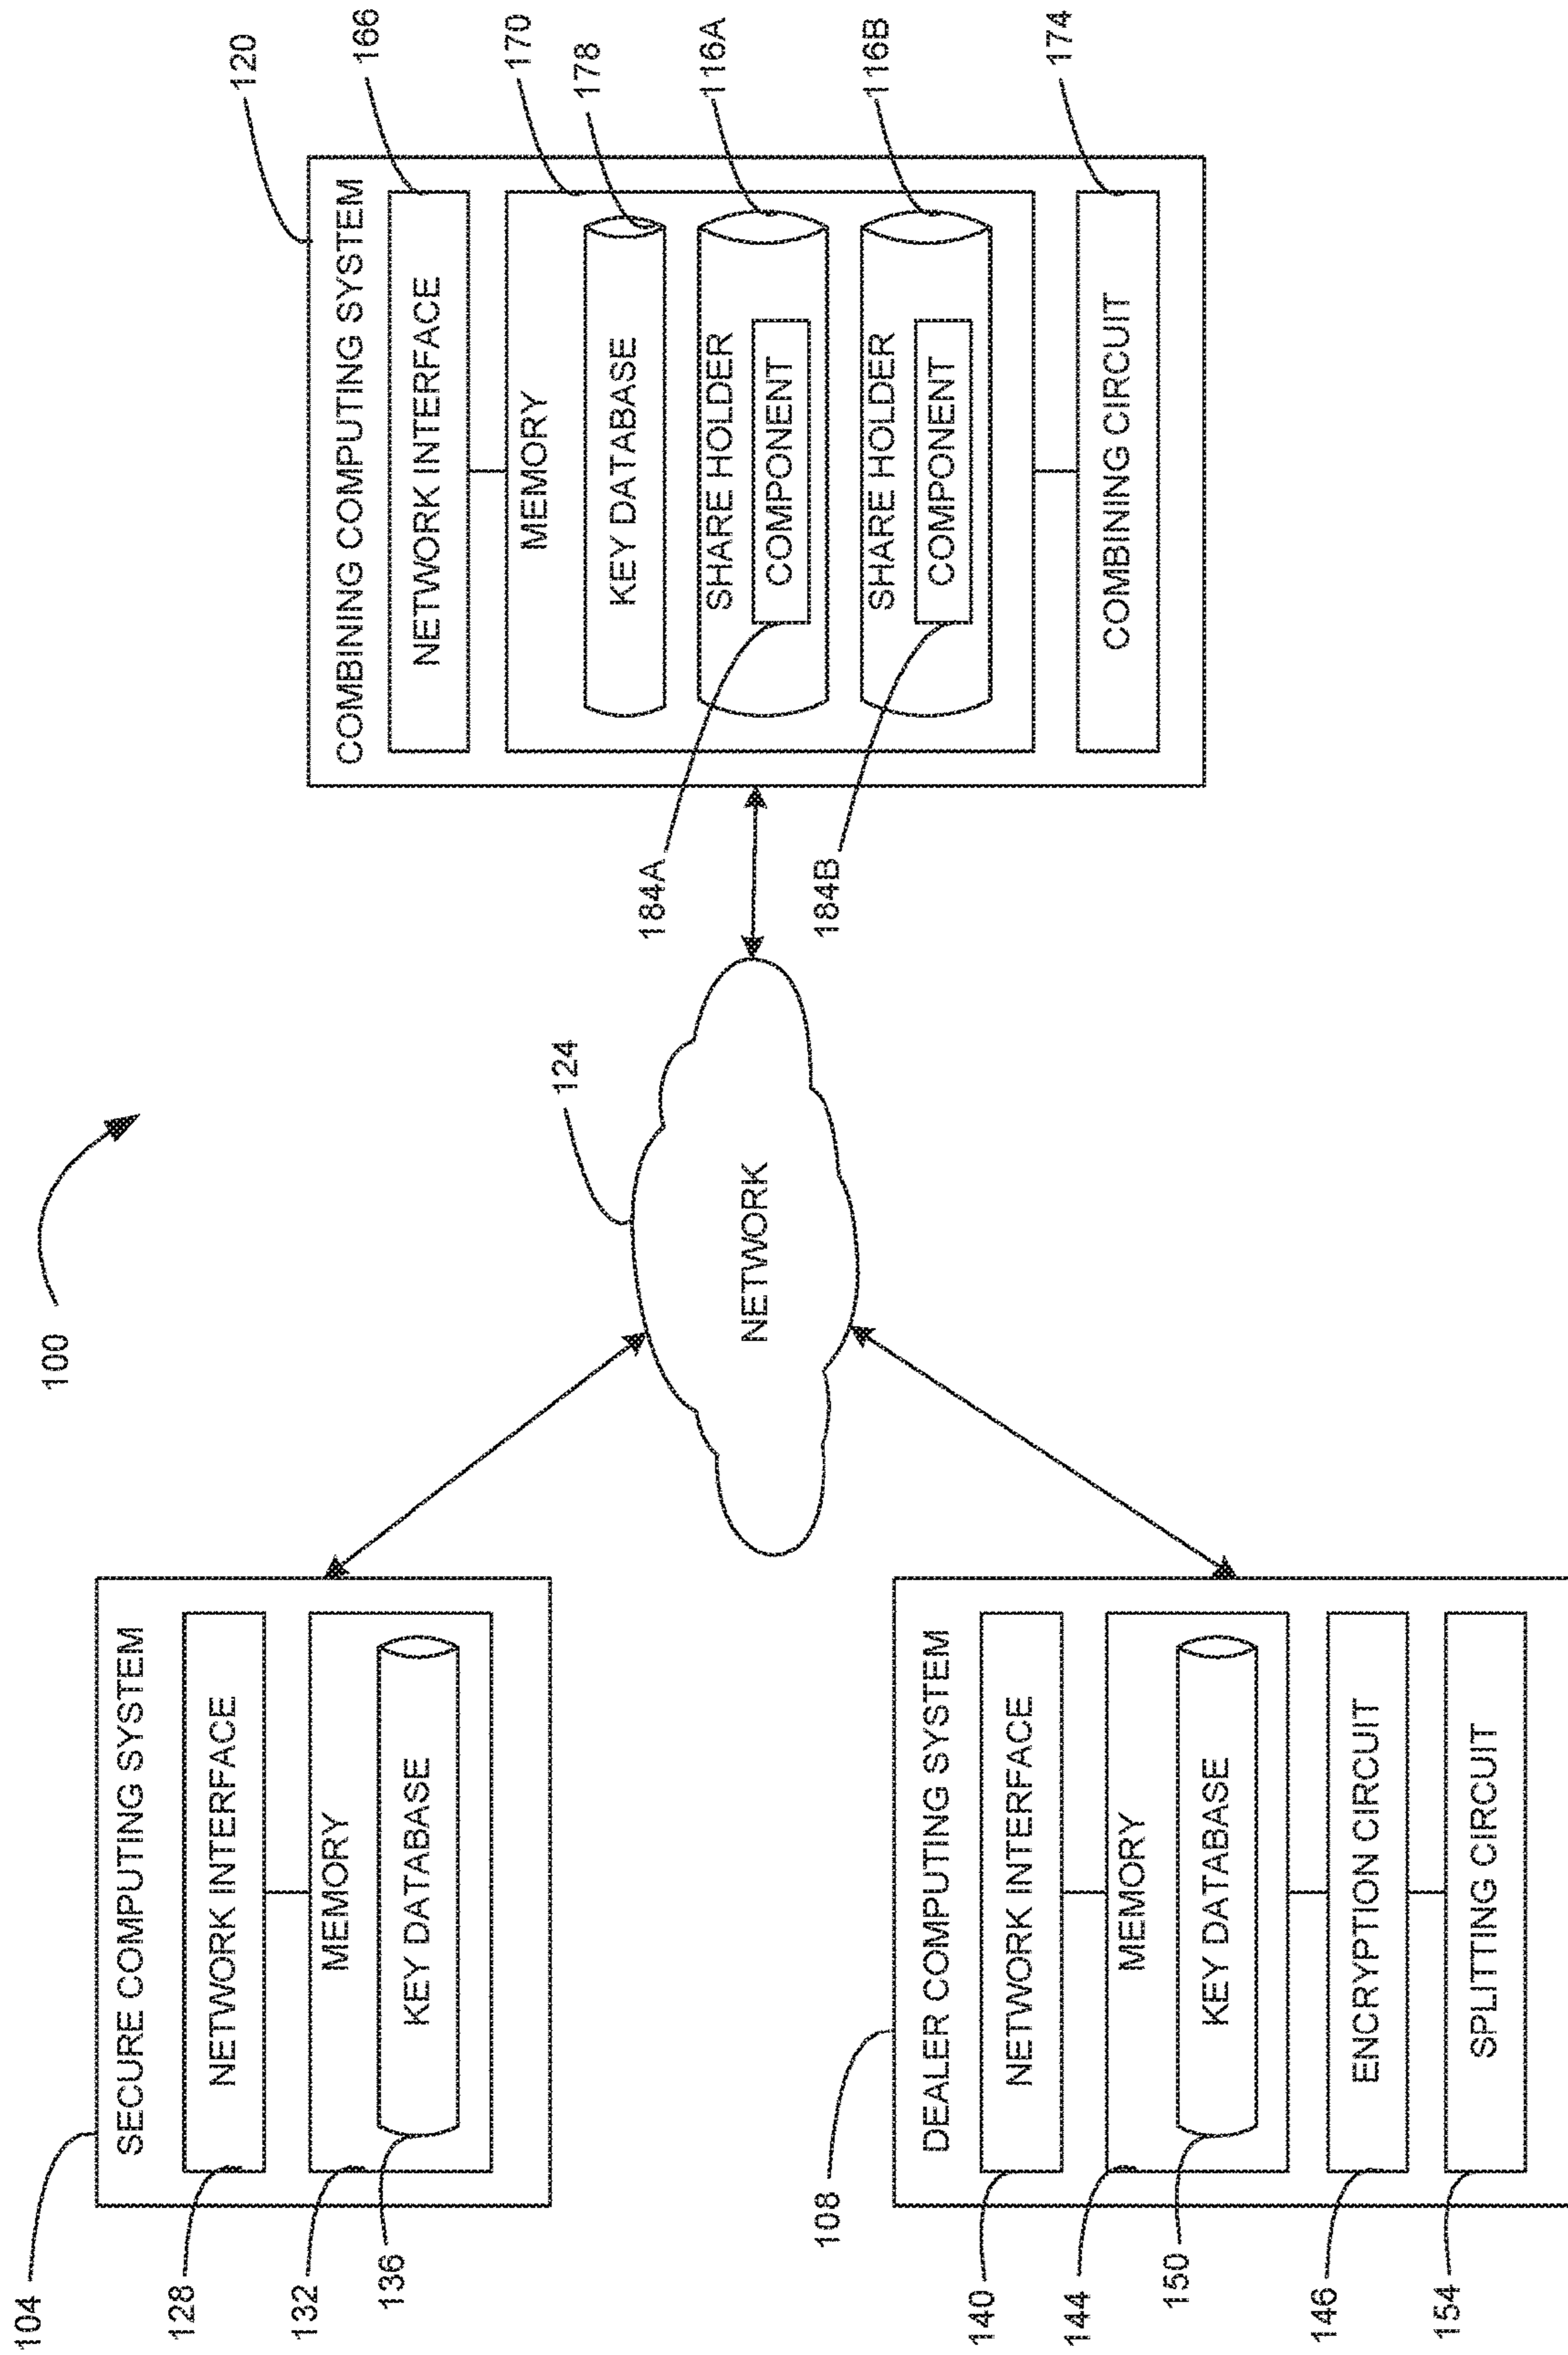 100
104
SECURE COMPUTING SYSTEM
128
NETWORK INTERFACE
132
MEMORY
136
KEY DATABASE
108
DEALER COMPUTING SYSTEM
140
NETWORK INTERFACE
144
MEMORY
150
KEY DATABASE
146
ENCRYPTION CIRCUIT
154
SPLITTING CIRCUIT
124
NETWORK
120
COMBINING COMPUTING SYSTEM
166
NETWORK INTERFACE
170
MEMORY
178
KEY DATABASE
116A
SHARE HOLDER
184A
COMPONENT
116B
SHARE HOLDER
184B
COMPONENT
174
COMBINING CIRCUIT